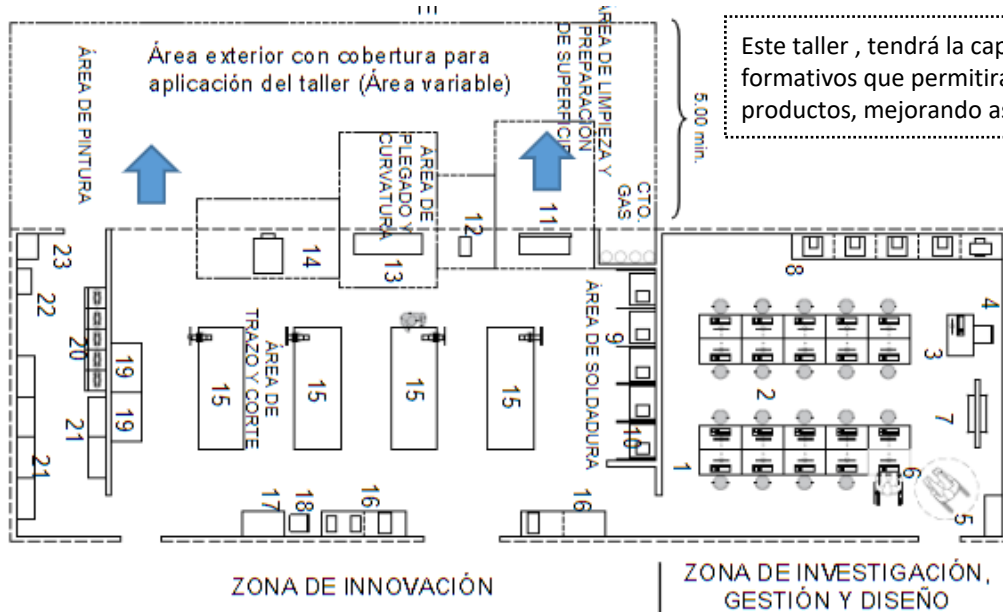 Área exterior con cobertura para
aplicación del taller (Área variable)
Este taller , tendrá la cap
formativos que permitirá
productos, mejorando as
ÁREA DE PINTURA
ÁREA DE
PLEGADO Y
CURVATURA
ÁREA DE LIMPIEZA Y
PREPARACIÓN
DE SUPERFICIE
CTO.
GAS
5.00 min.
23
22
20
19
19
21
21
14
13
12
11
ÁREA DE
TRAZO Y CORTE
15
15
15
15
ÁREA DE SOLDADURA
9
10
17
18
16
16
8
4
3
2
7
1
6
5
ZONA DE INNOVACIÓN
ZONA DE INVESTIGACIÓN,
GESTIÓN Y DISEÑO